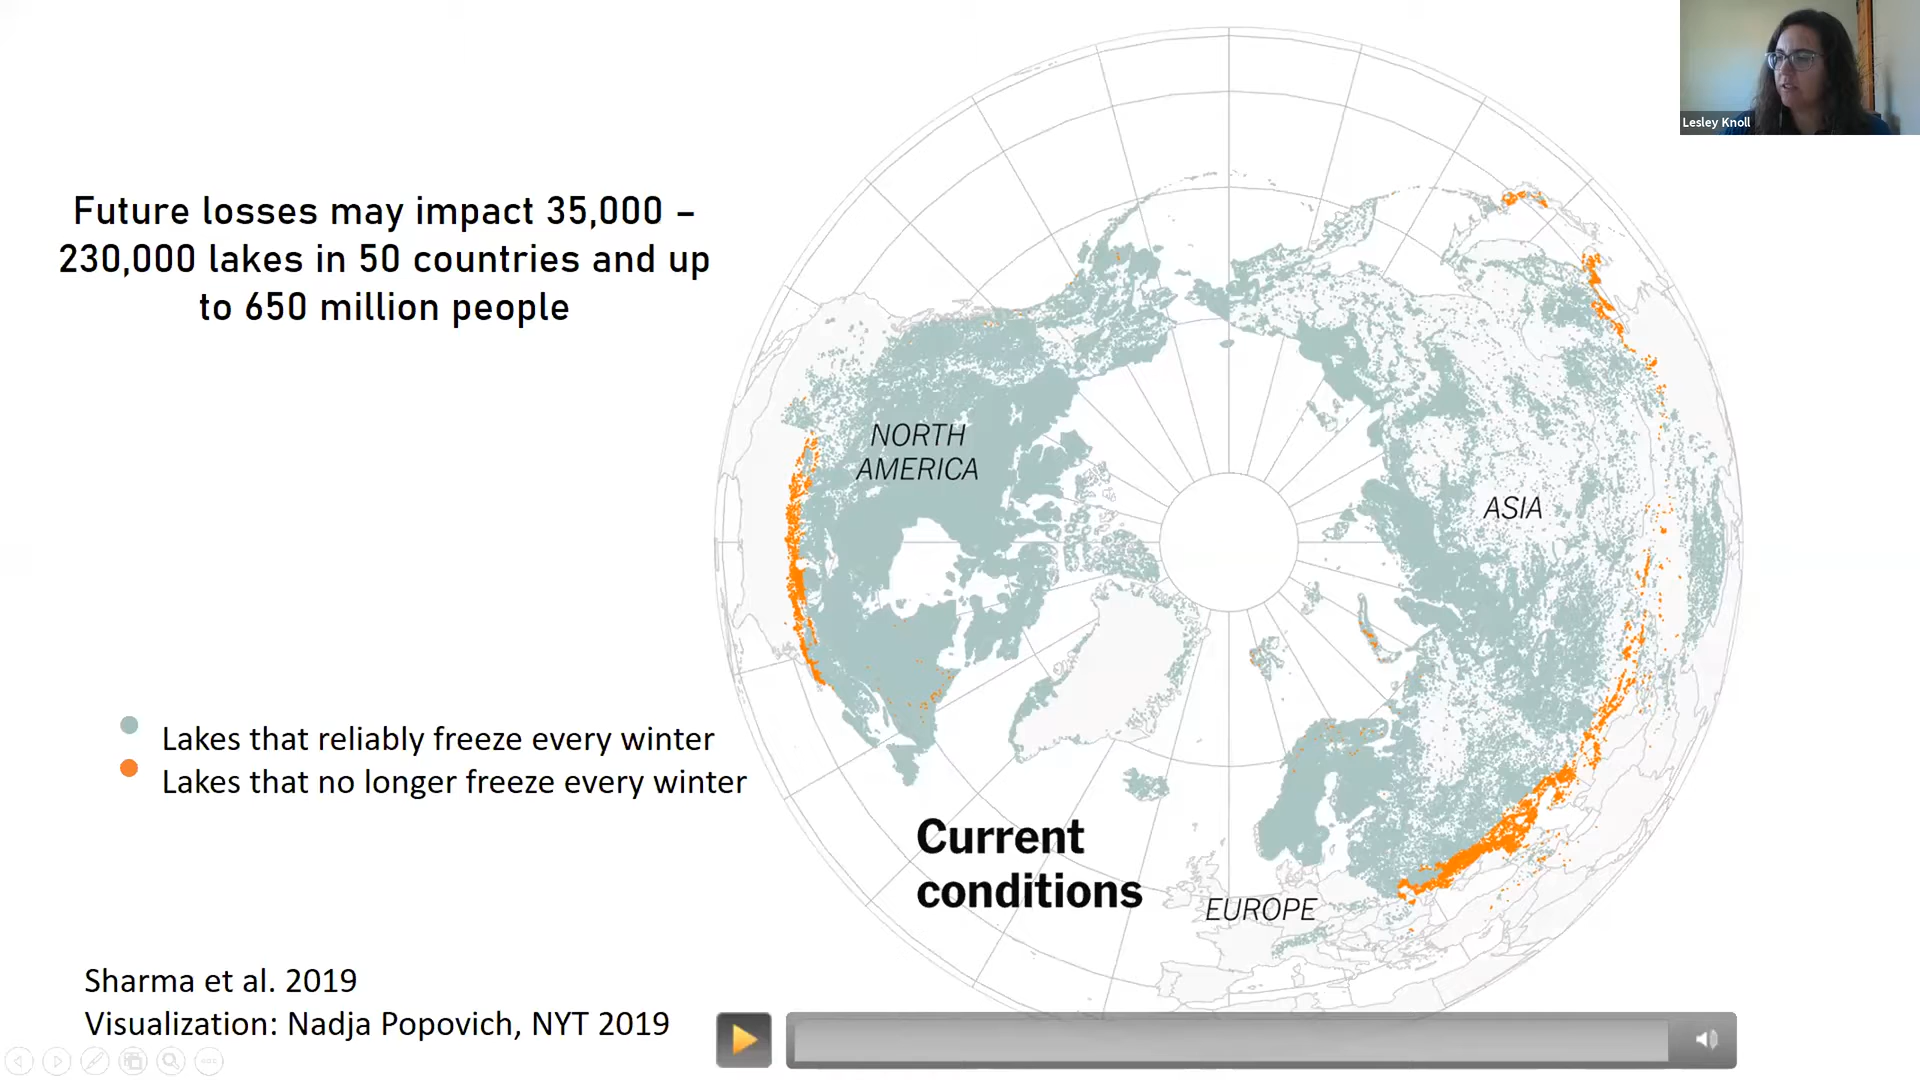 Lesley Knoll
Future losses may impact 35,000 –
230,000 lakes in 50 countries and up
to 650 million people
NORTH
AMERICA
ASIA
Lakes that reliably freeze every winter
Lakes that no longer freeze every winter
Current
conditions
EUROPE
Sharma et al. 2019
Visualization: Nadja Popovich, NYT 2019